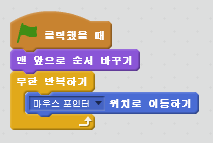 클릭했을 때
맨 앞으로 순서 바꾸기
무한 반복하기
마우스 포인터 위치로 이동하기